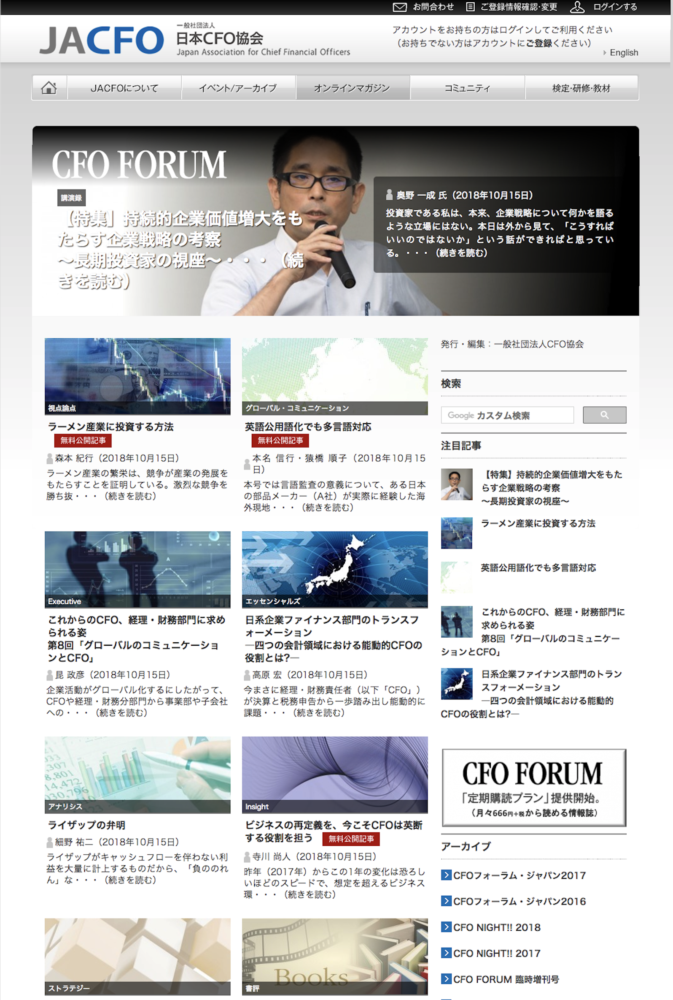 お問合わせ
ご登録情報確認·変更
ログインする
JACFO
一般社団法人
日本CFO協会
Japan Association for Chief Financial Officers
アカウントをお持ちの方はログインしてご利用ください
（お持ちでない方はアカウントにご登録ください）
English
JACFOについて
イベント/アーカイブ
オンラインマガジン
コミュニティ
検定·研修·教材
CFO FORUM
講演録
【特集】持続的企業価値増大をも
たらす企業戦略の考察
〜長期投資家の視座〜・・・（続
きを読む）
奥野 一成 氏（2018年10月15日）
投資家である私は、本来、企業戦略について何かを語る
ような立場にはない。本日は外から見て、「こうすれば
いいのではないか」という話ができればと思ってい
る。・・・（続きを読む）
視点論点
ラーメン産業に投資する方法
無料公開記事
森本 紀行（2018年10月15日）
ラーメン産業の繁栄は、競争が産業の発展を
もたらすことを証明している。激烈な競争を
勝ち抜・・・（続きを読む）
グローバル・コミュニケーション
英語公用語化でも多言語対応
無料公開記事
本名 信行・猿橋 順子（2018年10月15
日）
本号では言語監査の意義について、ある日本
の部品メーカー（A社）が実際に経験した海
外現地・・・（続きを読む）
Executive
これからのCFO、経理・財務部門に求め
られる姿
第8回「グローバルのコミュニケーショ
ンとCFO」
昆 政彦（2018年10月15日）
企業活動がグローバル化するにしたがって、
CFOや経理・財務分部門から事業部や子会社
への・・・（続きを読む）
エッセンシャルズ
日系企業ファイナンス部門のトランスフ
ォーメーション
―四つの会計領域における能動的CFOの
役割とは?―
高原 宏（2018年10月15日）
今まさに経理・財務責任者（以下「CFO」）
が決算と税務申告から一歩踏み出し能動的に
課題・・・（続きを読む）
アナリシス
ライザップの弁明
細野 祐二（2018年10月15日）
ライザップがキャッシュフローを伴わない利
益を大量に計上するものだから、「負ののれ
ん」な・・・（続きを読む）
Insight
ビジネスの再定義を、今こそCFOは英断
する役割を担う 無料公開記事
寺川 尚人（2018年10月15日）
昨年（2017年）からこの1年の変化は恐ろし
いほどのスピードで、想定を超えるビジネス
環・・・（続きを読む）
ストラテジー
Books
書評
発行・編集：一般社団法人CFO協会
検索
Google カスタム検索
注目記事
【特集】持続的企業価値増大をもた
らす企業戦略の考察
〜長期投資家の視座〜
ラーメン産業に投資する方法
英語公用語化でも多言語対応
これからのCFO、経理・財務部門に
求められる姿
第8回「グローバルのコミュニケー
ションとCFO」
日系企業ファイナンス部門のトラン
スフォーメーション
―四つの会計領域における能動的
CFOの役割とは?―
CFO FORUM
「定期購読プラン」提供開始。
（月々666円+税から読める情報誌）
アーカイブ
CFOフォーラム・ジャパン2017
CFOフォーラム・ジャパン2016
CFO NIGHT!! 2018
CFO NIGHT!! 2017
CFO FORUM 臨時増刊号